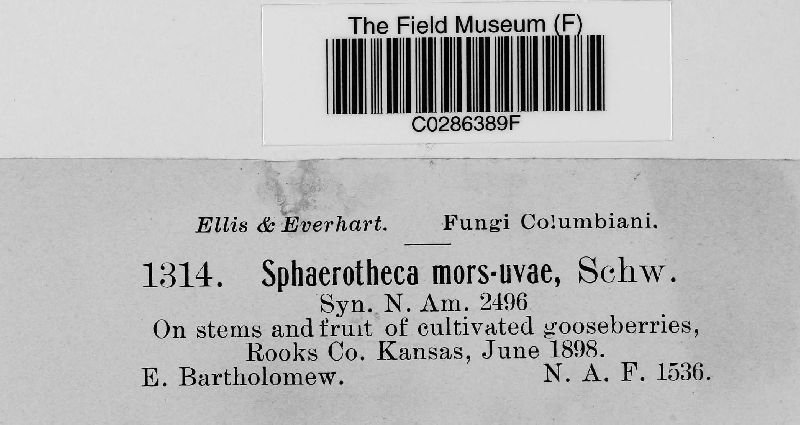 The Field Museum (F)
C0286389F
Ellis & Everhart. Fungi Columbiani.
1314. Sphaerotheca mors-uvae, Schw.
Syn. N. Am. 2496
On stems and fruit of cultivated gooseberries,
Rooks Co. Kansas, June 1898.
E. Bartholomew. N. A. F. 1536.